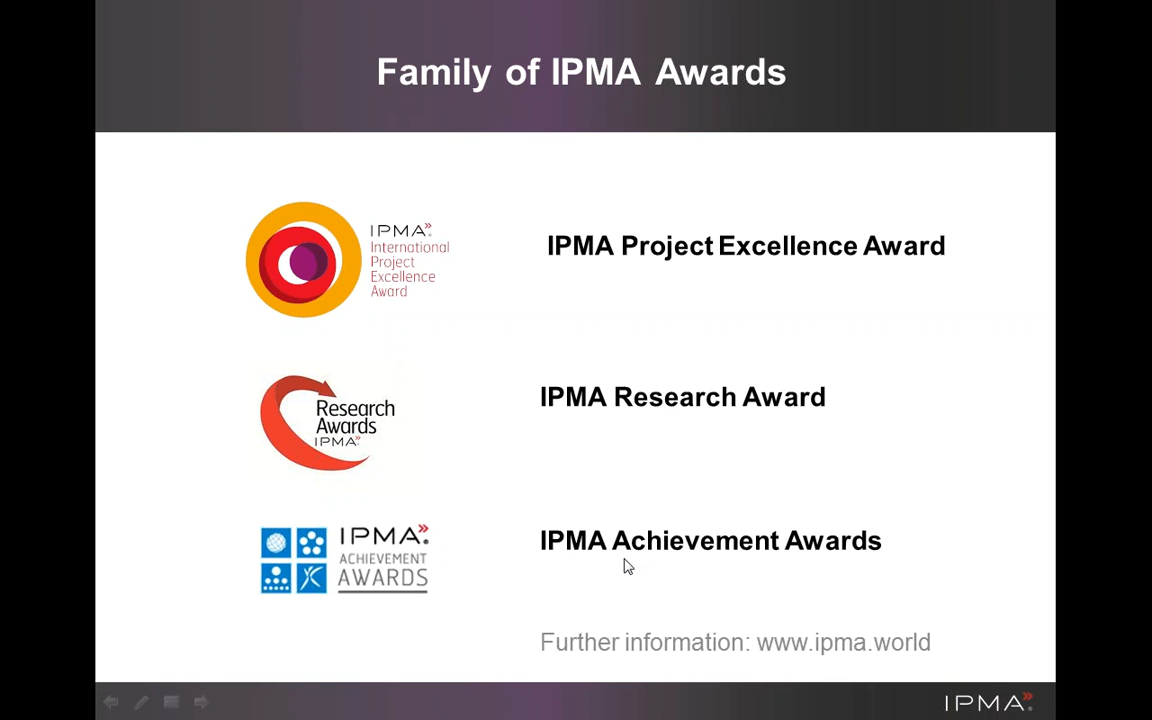 Family of IPMA Awards
IPMA
International
Project
Excellence
Award
IPMA Project Excellence Award
Research
Awards
IPMA
IPMA Research Award
IPMA
ACHIEVEMENT
AWARDS
IPMA Achievement Awards
Further information: www.ipma.world
IPMA